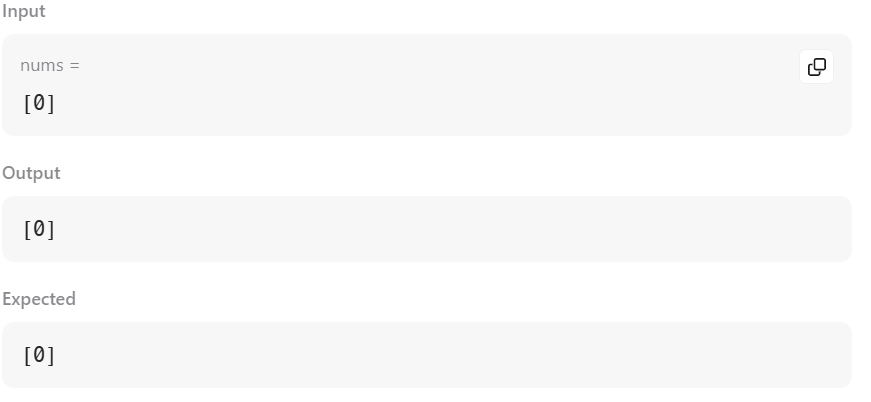 Input
nums =
[0]
Output
[0]
Expected
[0]